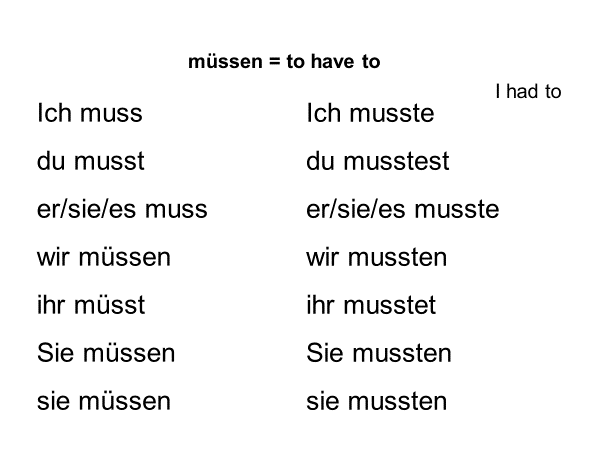 müssen = to have to
I had to
Ich muss Ich musste
du musst du musstest
er/sie/es muss er/sie/es musste
wir müssen wir mussten
ihr müsst ihr musstet
Sie müssen Sie mussten
sie müssen sie mussten